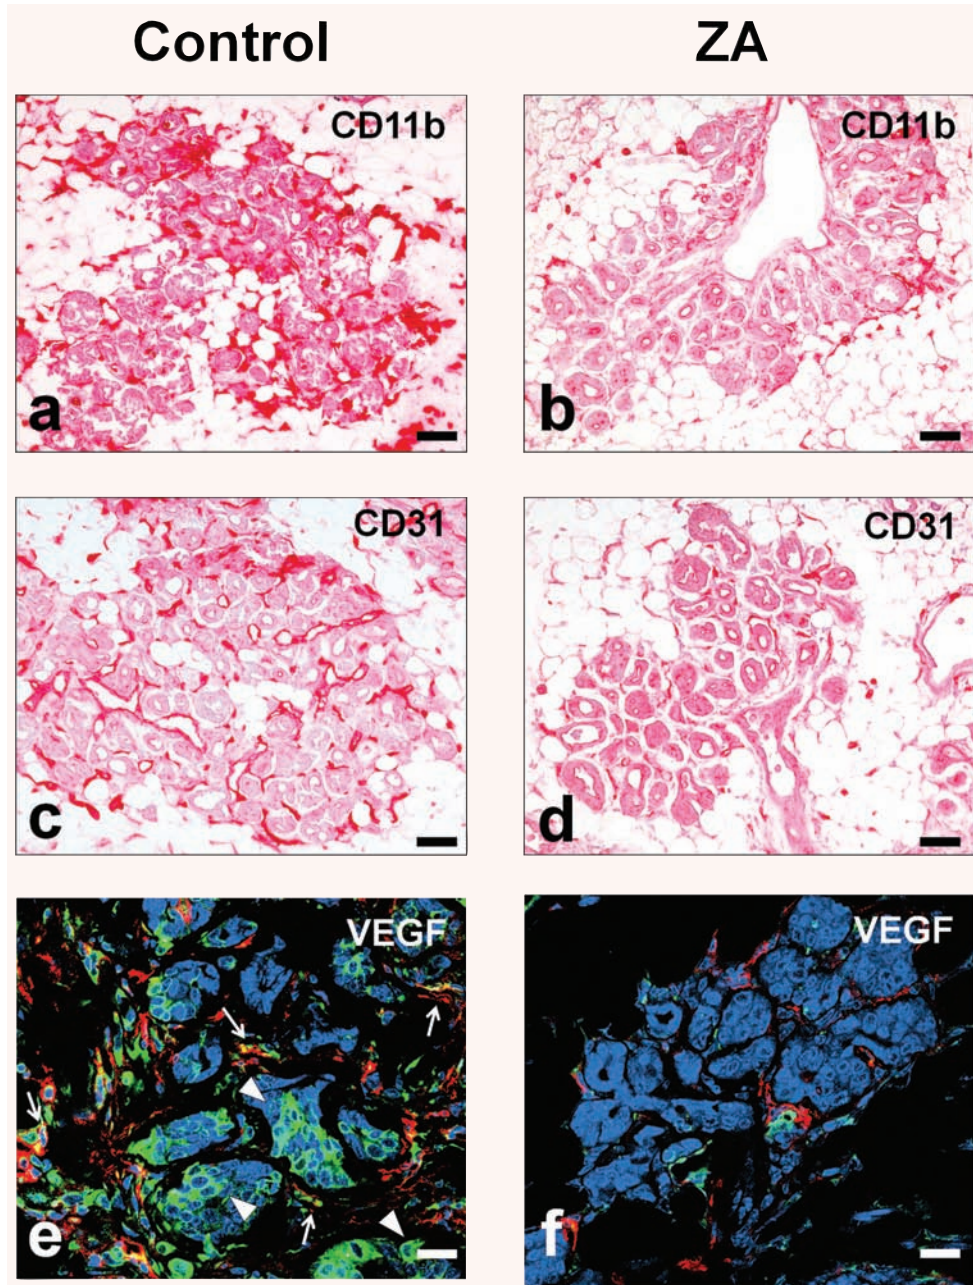 Control ZA
CD11b CD11b
a b
CD31 CD31
c d
VEGF VEGF
e f